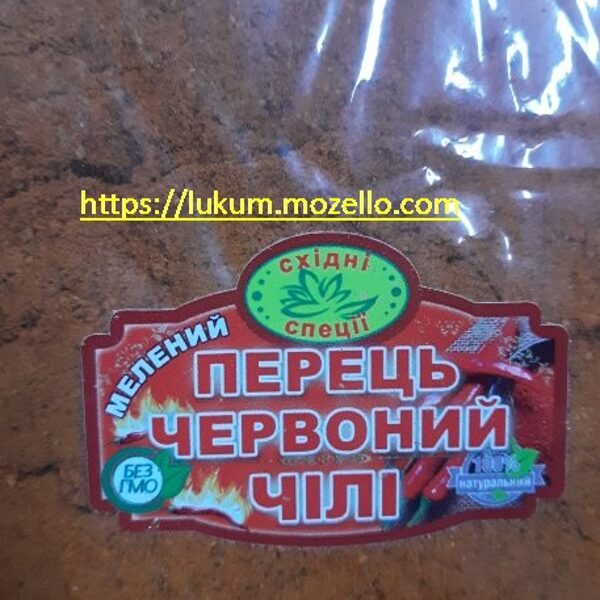 https://lukum.mozello.com
східні
спеції
МЕЛЕНИЙ
ПЕРЕЦЬ
ЧЕРВОНИЙ
ЧІЛІ
БЕЗ
ГМО
100%
натуральний